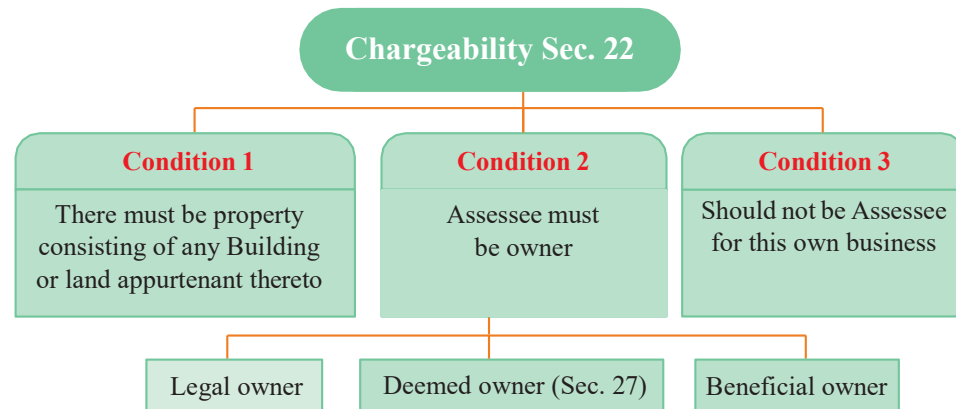 Chargeability Sec. 22
Condition 1
There must be property
consisting of any Building
or land appurtenant thereto
Condition 2
Assessee must
be owner
Condition 3
Should not be Assessee
for this own business
Legal owner
Deemed owner (Sec. 27)
Beneficial owner